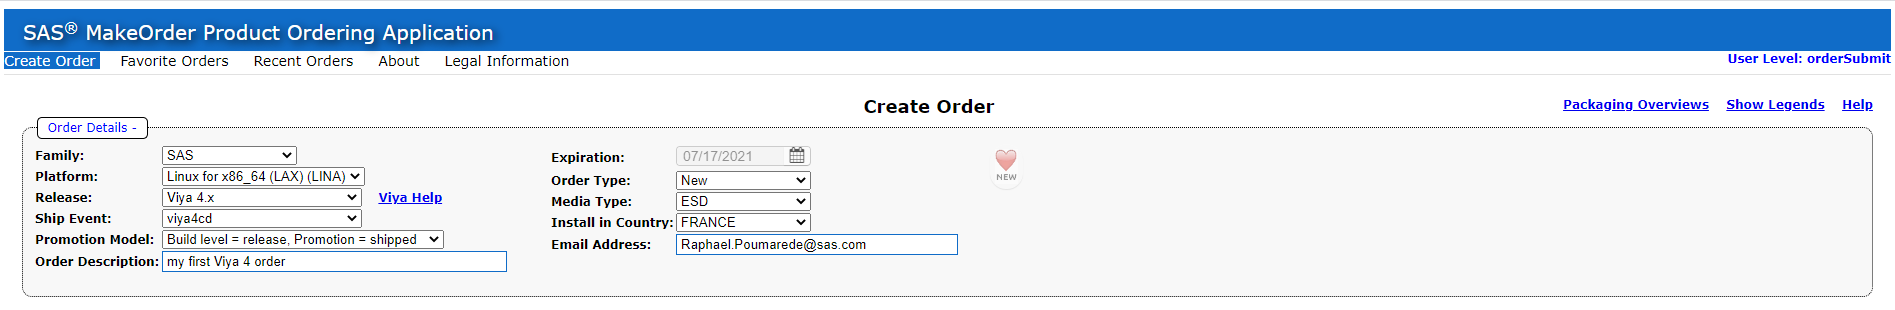 SAS® MakeOrder Product Ordering Application
Create Order Favorite Orders Recent Orders About Legal Information
User Level: orderSubmit
Create Order
Packaging Overviews Show Legends Help
Order Details -
Family: SAS
Platform: Linux for x86_64 (LAX) (LINA)
Release: Viya 4.x Viya Help
Ship Event: viya4cd
Promotion Model: Build level = release, Promotion = shipped
Order Description: my first Viya 4 order
Expiration: 07/17/2021
Order Type: New
Media Type: ESD
Install in Country: FRANCE
Email Address: Raphael.Poumarede@sas.com
NEW